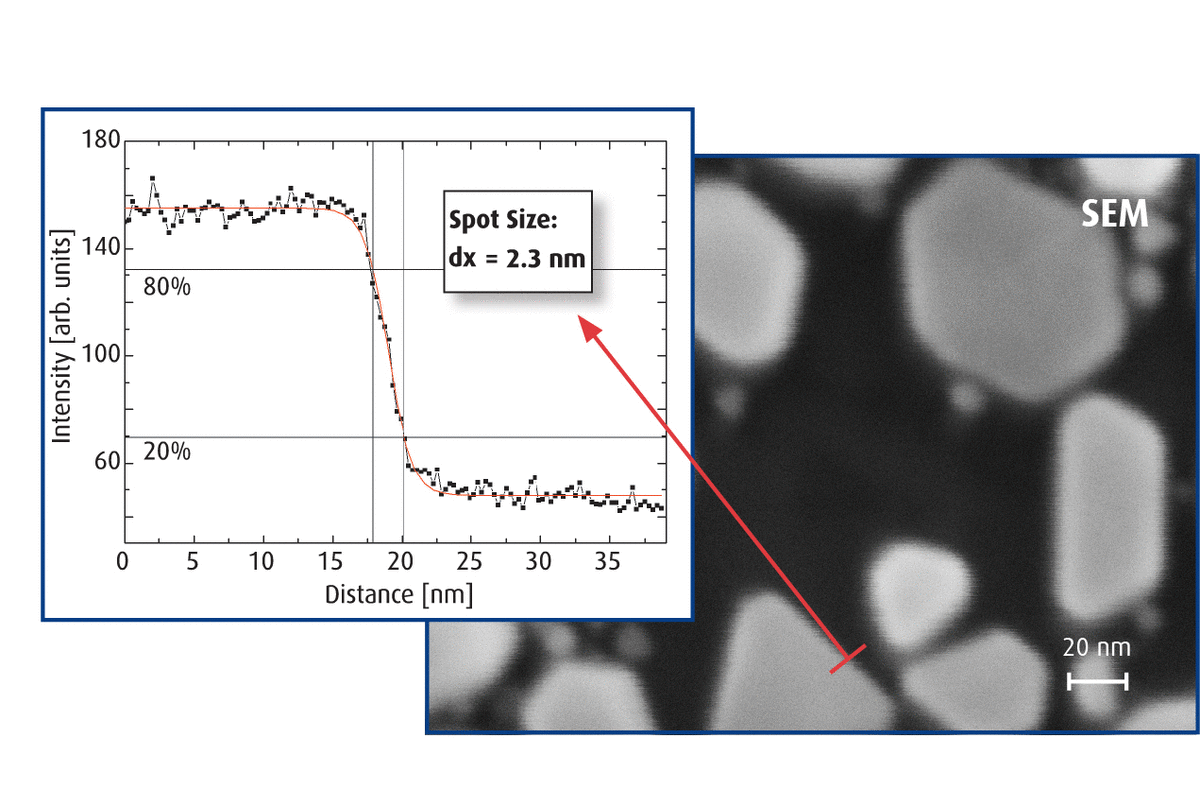 180
140
100
60
Intensity [arb. units]
80%
20%
Spot Size:
dx = 2.3 nm
0 5 10 15 20 25 30 35
Distance [nm]
SEM
20 nm